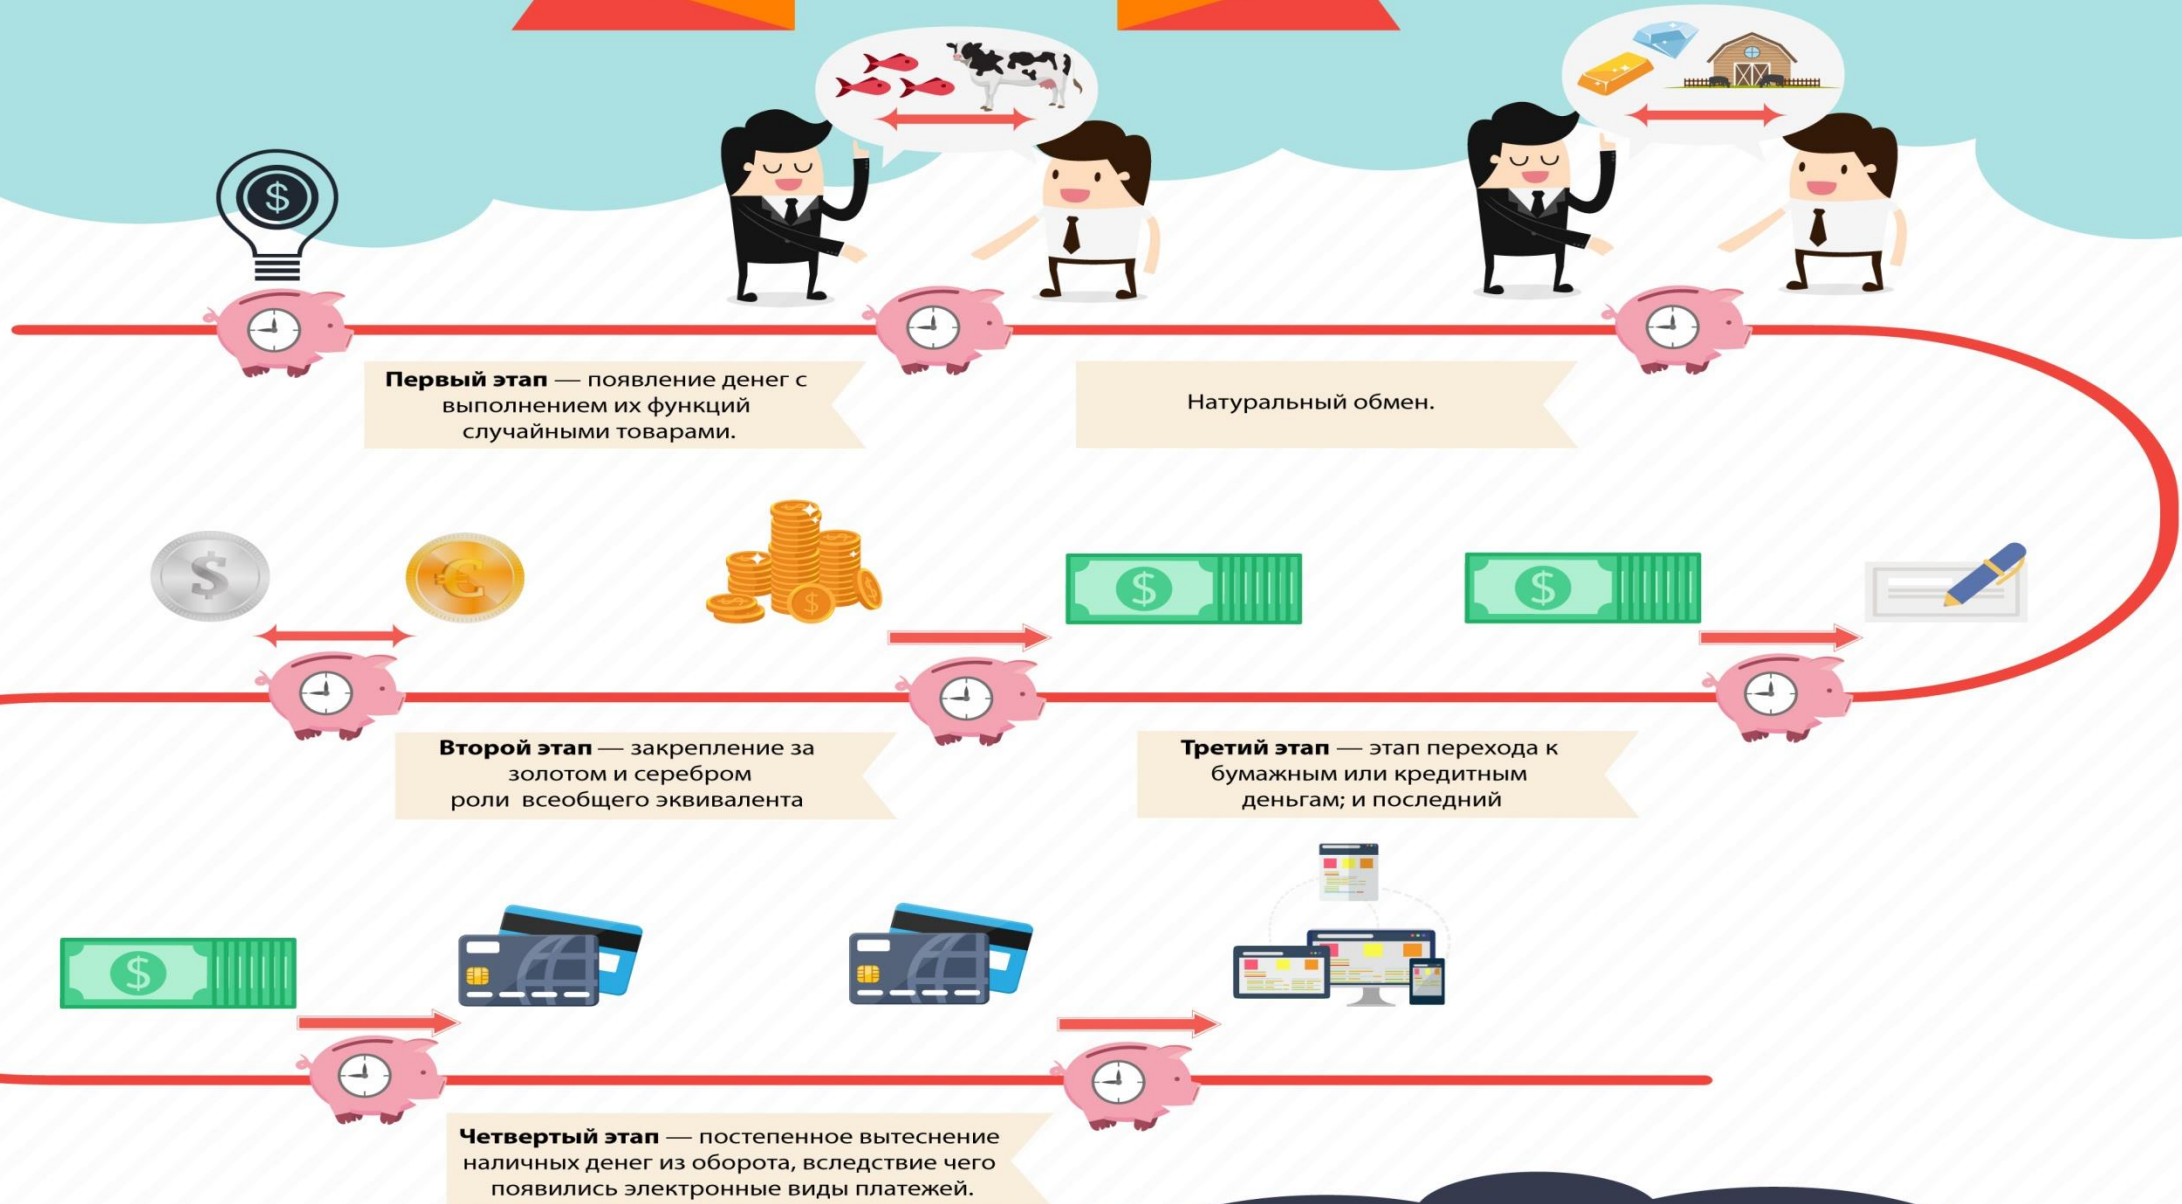 Первый этап — появление денег с
выполнением их функций
случайными товарами.
Натуральный обмен.
Второй этап — закрепление за
золотом и серебром
роли  всеобщего эквивалента
Третий этап — этап перехода к
бумажным или кредитным
деньгам; и последний
Четвертый этап — постепенное вытеснение
наличных денег из оборота, вследствие чего
появились электронные виды платежей.